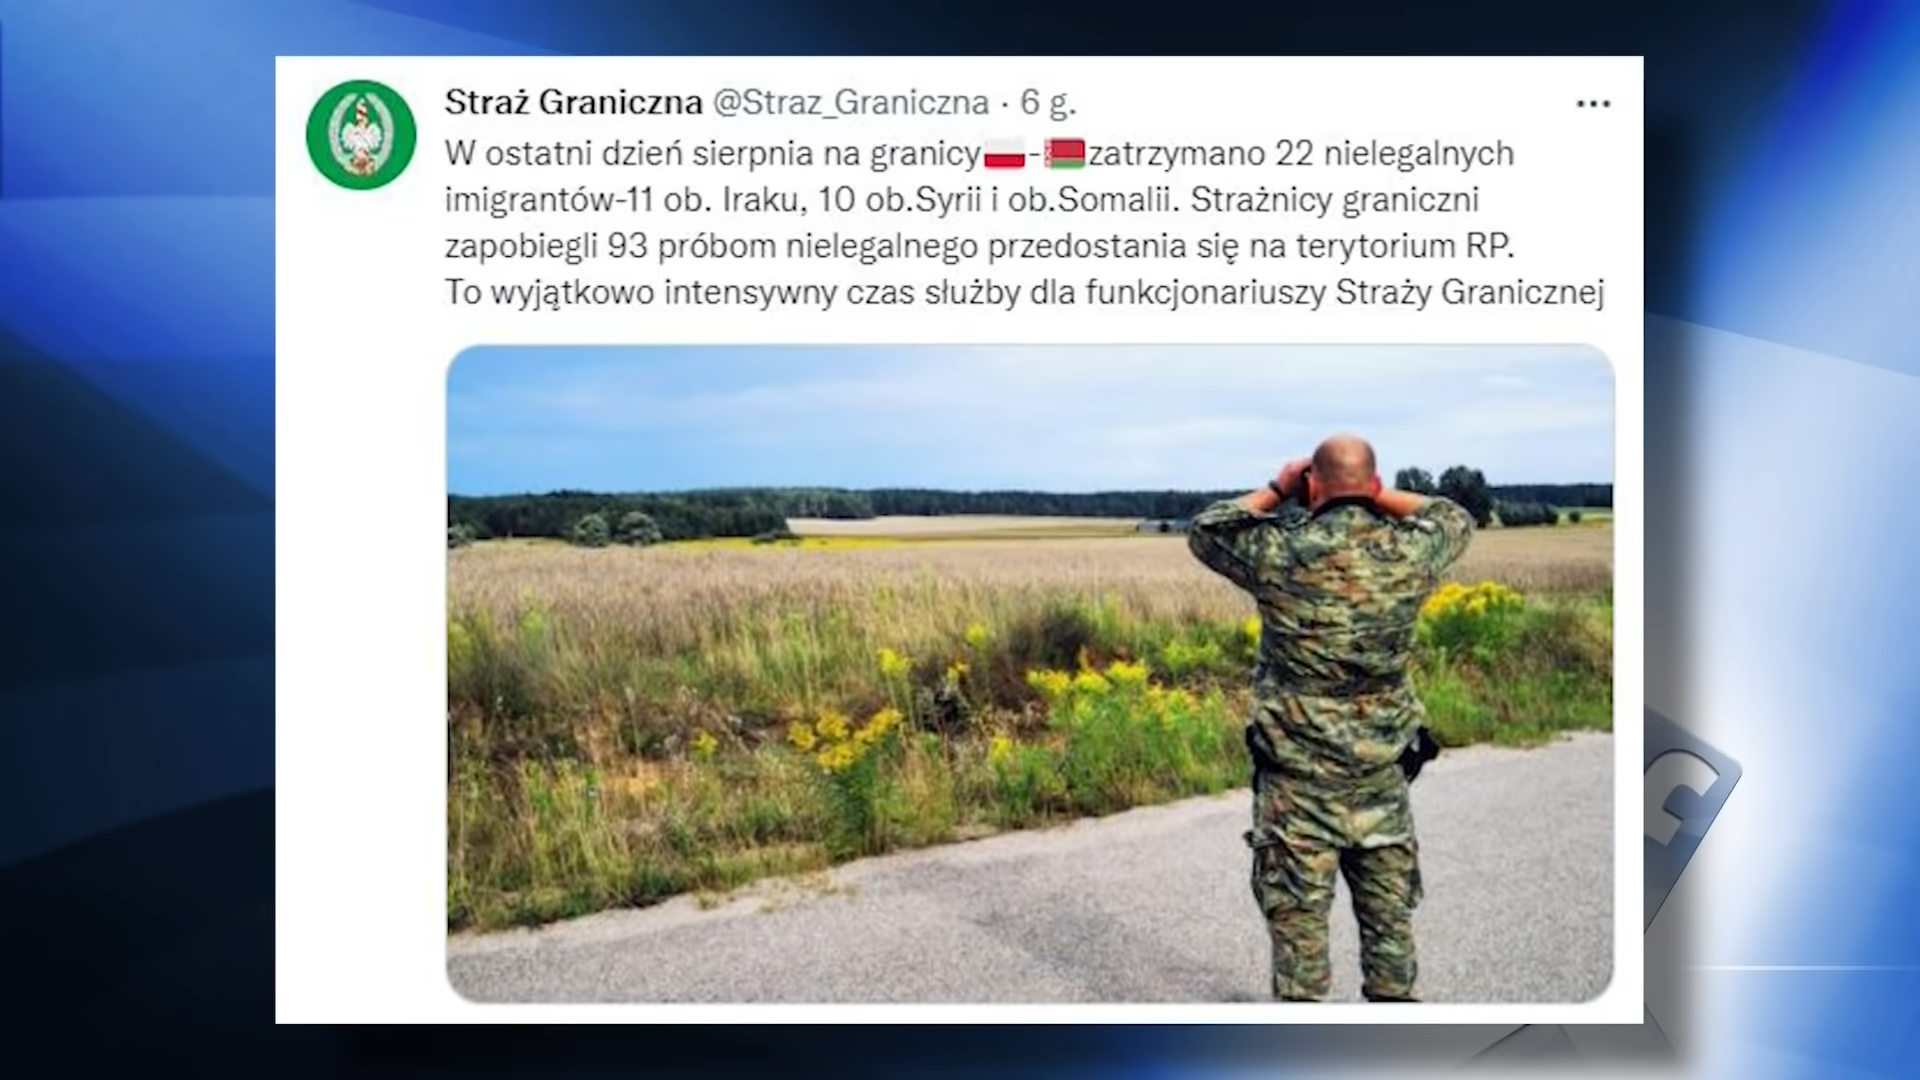 Straż Graniczna @Straz_Graniczna · 6 g.
W ostatni dzień sierpnia na granicy🇵🇱-🇧🇾zatrzymano 22 nielegalnych
imigrantów-11 ob. Iraku, 10 ob.Syrii i ob.Somalii. Strażnicy graniczni
zapobiegli 93 próbom nielegalnego przedostania się na terytorium RP.
To wyjątkowo intensywny czas służby dla funkcjonariuszy Straży Granicznej